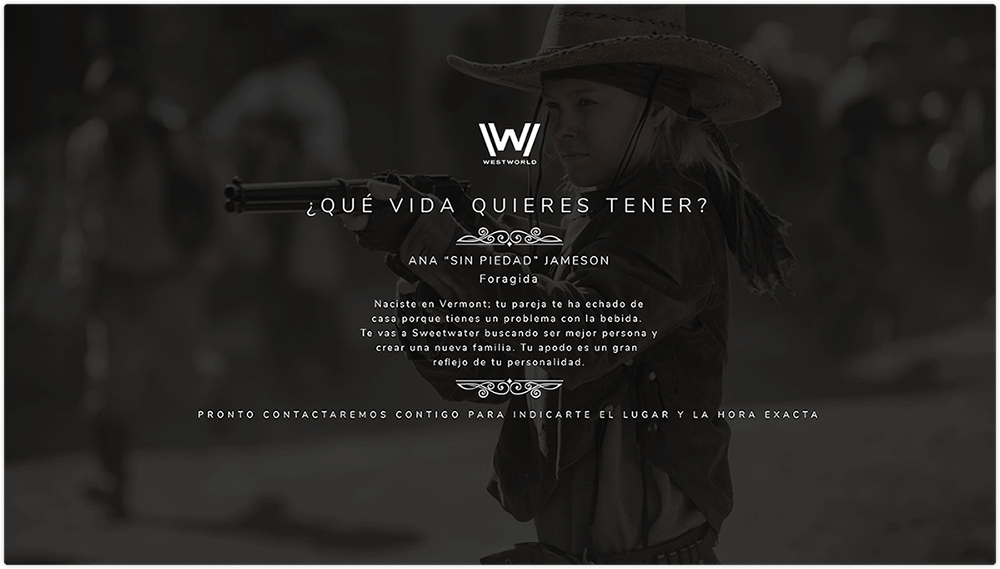 W
WESTWORLD
¿QUÉ VIDA QUIERES TENER?
ANA “SIN PIEDAD” JAMESON
Foragida
Naciste en Vermont; tu pareja te ha echado de
casa porque tienes un problema con la bebida.
Te vas a Sweetwater buscando ser mejor persona y
crear una nueva familia. Tu apodo es un gran
reflejo de tu personalidad.
PRONTO CONTACTAREMOS CONTIGO PARA INDICARTE EL LUGAR Y LA HORA EXACTA